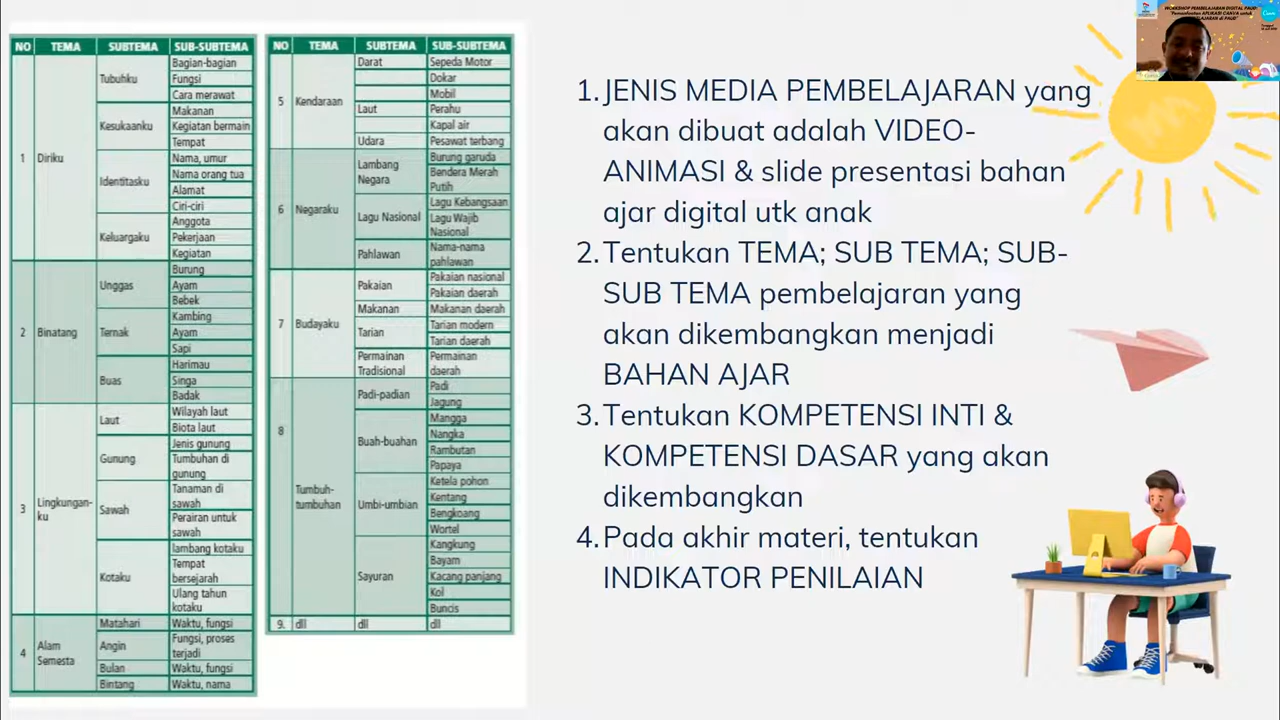 NO TEMA SUBTEMA SUB-SUBTEMA
1 Diriku Tubuhku Bagian-bagian
Fungsi
Cara merawat
Kesukaanku Makanan
Kegiatan bermain
Tempat
Identitasku Nama, umur
Nama orang tua
Alamat
Ciri-ciri
Keluargaku Anggota
Pekerjaan
Kegiatan
2 Binatang Unggas Burung
Ayam
Bebek
Ternak Kambing
Ayam
Sapi
Buas Harimau
Singa
Badak
3 Lingkungan-
ku
Laut Wilayah laut
Biota laut
Gunung Jenis gunung
Tumbuhan di
gunung
Sawah Tanaman di
sawah
Perairan untuk
sawah
Kotaku lambang kotaku
Tempat
bersejarah
Ulang tahun
kotaku
4 Alam
Semesta
Matahari Waktu, fungsi
Angin Fungsi, proses
terjadi
Bulan Waktu, fungsi
Bintang Waktu, nama
NO TEMA SUBTEMA SUB-SUBTEMA
5 Kendaraan Darat Sepeda Motor
Dokar
Mobil
Laut Perahu
Kapal air
Udara Pesawat terbang
6 Negaraku Lambang
Negara
Burung garuda
Bendera Merah
Putih
Lagu Nasional Lagu Kebangsaan
Lagu Wajib
Nasional
Pahlawan Nama-nama
pahlawan
7 Budayaku Pakaian Pakaian nasional
Pakaian daerah
Makanan Makanan daerah
Tarian Tarian modern
Tarian daerah
Permainan
Tradisional
Permainan
daerah
8 Tumbuh-
tumbuhan
Padi-padian Padi
Jagung
Buah-buahan Mangga
Nangka
Rambutan
Papaya
Umbi-umbian Ketela pohon
Kentang
Bengkoang
Wortel
Sayuran Kangkung
Bayam
Kacang panjang
Kol
Buncis
9. dll dll dll
1. JENIS MEDIA PEMBELAJARAN yang
akan dibuat adalah VIDEO-
ANIMASI & slide presentasi bahan
ajar digital utk anak
2. Tentukan TEMA; SUB TEMA; SUB-
SUB TEMA pembelajaran yang
akan dikembangkan menjadi
BAHAN AJAR
3. Tentukan KOMPETENSI INTI &
KOMPETENSI DASAR yang akan
dikembangkan
4. Pada akhir materi, tentukan
INDIKATOR PENILAIAN
WORKSHOP PEMBELAJARAN DIGITAL PAUD:
"Pemanfaatan APLIKASI CANVA untuk
di PAUD"
Canva